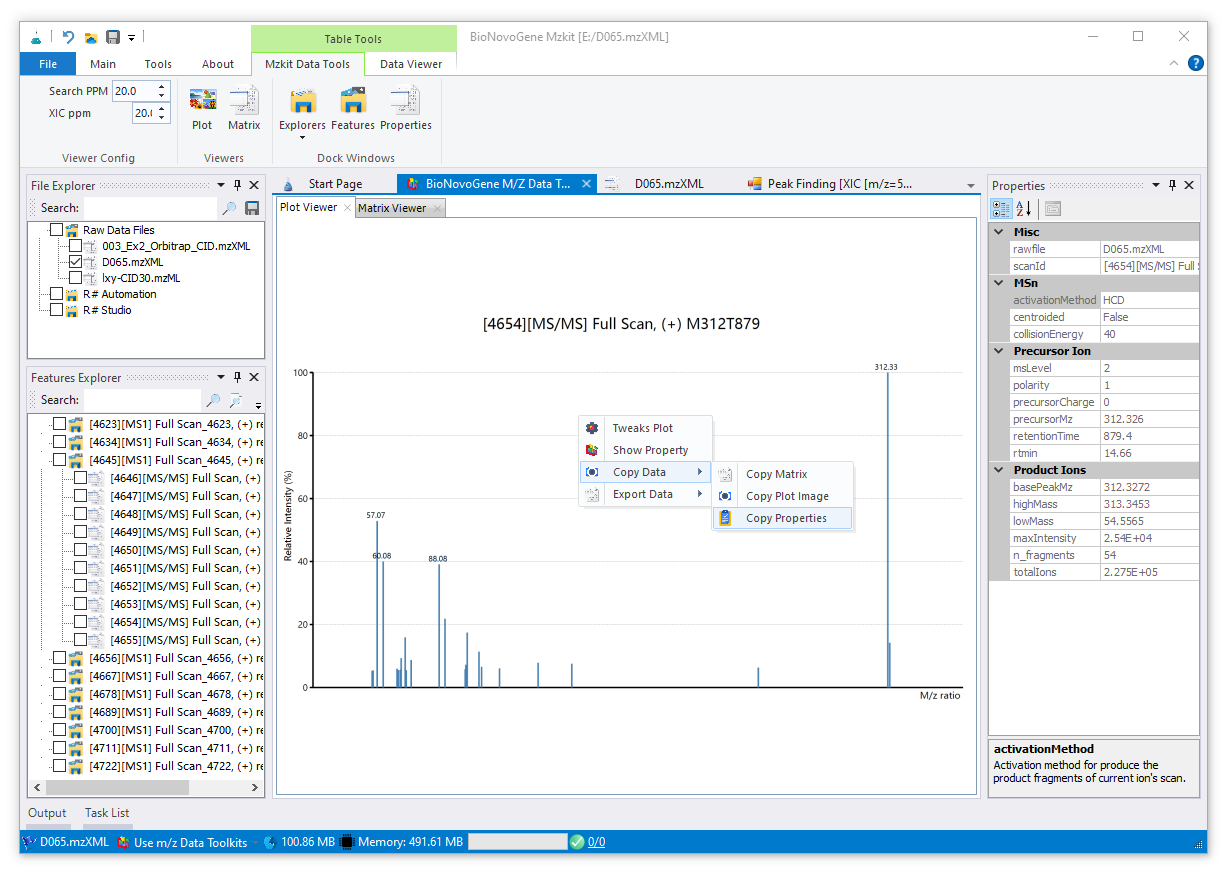 Table Tools
BioNovoGene Mzkit [E:/D065.mzXML]
File Main Tools About Mzkit Data Tools Data Viewer
Search PPM 20.0
XIC ppm 20.
Plot Matrix
Explorers Features Properties
Viewer Config Viewers Dock Windows
File Explorer
Search:
Raw Data Files
003_Ex2_Orbitrap_CID.mzXML
D065.mzXML
lxy-CID30.mzML
R# Automation
R# Studio
Features Explorer
Search:
[4623][MS1] Full Scan_4623, (+) re
[4634][MS1] Full Scan_4634, (+) re
[4645][MS1] Full Scan_4645, (+) re
[4646][MS/MS] Full Scan, (+)
[4647][MS/MS] Full Scan, (+)
[4648][MS/MS] Full Scan, (+)
[4649][MS/MS] Full Scan, (+)
[4650][MS/MS] Full Scan, (+)
[4651][MS/MS] Full Scan, (+)
[4652][MS/MS] Full Scan, (+)
[4653][MS/MS] Full Scan, (+)
[4654][MS/MS] Full Scan, (+)
[4655][MS/MS] Full Scan, (+)
[4656][MS1] Full Scan_4656, (+) re
[4667][MS1] Full Scan_4667, (+) re
[4678][MS1] Full Scan_4678, (+) re
[4689][MS1] Full Scan_4689, (+) re
[4700][MS1] Full Scan_4700, (+) re
[4711][MS1] Full Scan_4711, (+) re
[4722][MS1] Full Scan_4722, (+) re
Start Page BioNovoGene M/Z Data T... D065.mzXML Peak Finding [XIC [m/z=5...
Plot Viewer Matrix Viewer
[4654][MS/MS] Full Scan, (+) M312T879
100
80
60
40
20
0
Relative Intensity (%)
57.07
60.08
88.08
312.33
M/z ratio
Tweaks Plot
Show Property
Copy Data
Export Data
Copy Matrix
Copy Plot Image
Copy Properties
Properties
Misc
rawfile D065.mzXML
scanId [4654][MS/MS] Full
MSn
activationMethod HCD
centroided False
collisionEnergy 40
Precursor Ion
msLevel 2
polarity 1
precursorCharge 0
precursorMz 312.326
retentionTime 879.4
rtmin 14.66
Product Ions
basePeakMz 312.3272
highMass 313.3453
lowMass 54.5565
maxIntensity 2.54E+04
n_fragments 54
totalIons 2.275E+05
activationMethod
Activation method for produce the
product fragments of current ion's scan.
Output Task List
D065.mzXML Use m/z Data Toolkits 100.86 MB Memory: 491.61 MB 0/0